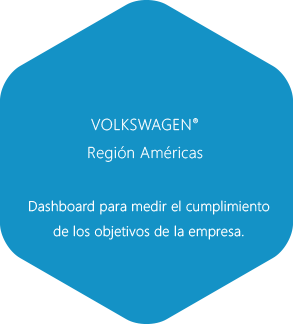 VOLKSWAGEN®
Región Américas
Dashboard para medir el cumplimiento
de los objetivos de la empresa.